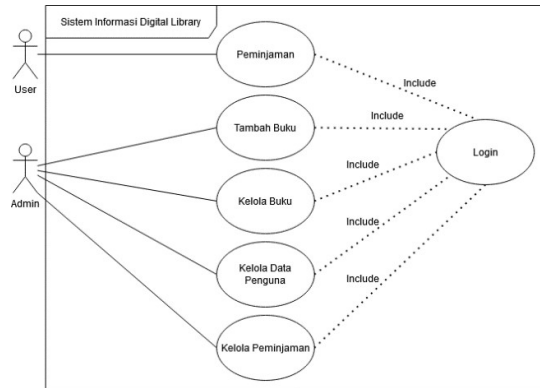 Sistem Informasi Digital Library
User
Peminjaman
Include
Tambah Buku
Include
Login
Admin
Kelola Buku
Include
Kelola Data
Penguna
Include
Kelola Peminjaman
Include